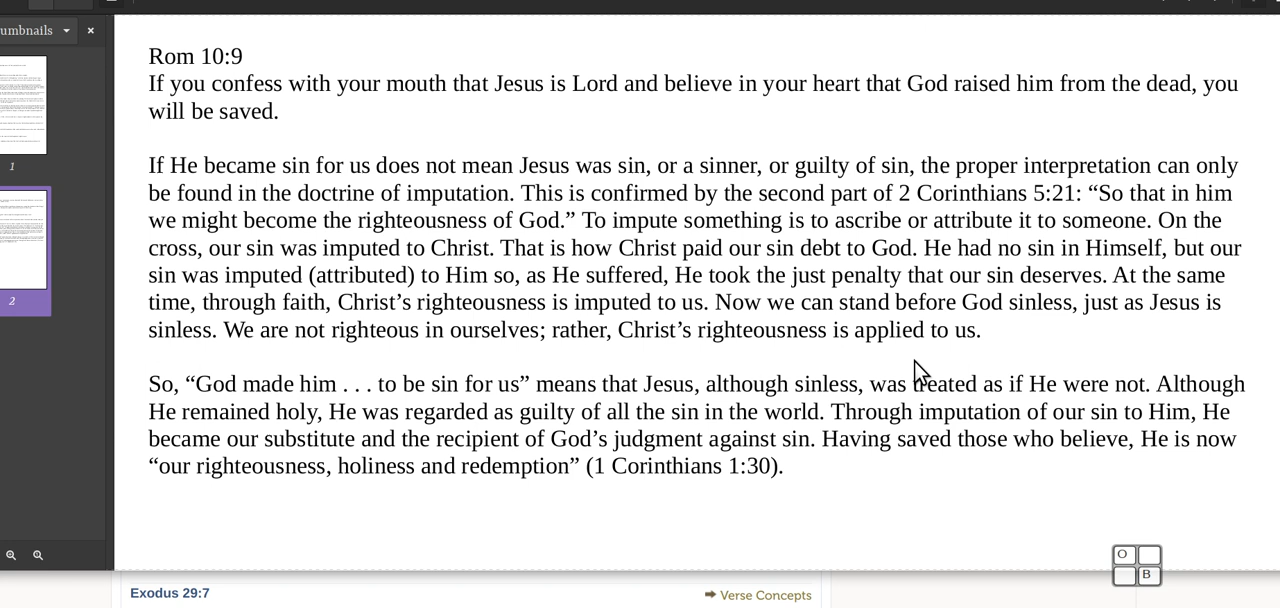 umbnails
1
2
Rom 10:9
If you confess with your mouth that Jesus is Lord and believe in your heart that God raised him from the dead, you
will be saved.
If He became sin for us does not mean Jesus was sin, or a sinner, or guilty of sin, the proper interpretation can only
be found in the doctrine of imputation. This is confirmed by the second part of 2 Corinthians 5:21: “So that in him
we might become the righteousness of God.” To impute something is to ascribe or attribute it to someone. On the
cross, our sin was imputed to Christ. That is how Christ paid our sin debt to God. He had no sin in Himself, but our
sin was imputed (attributed) to Him so, as He suffered, He took the just penalty that our sin deserves. At the same
time, through faith, Christ’s righteousness is imputed to us. Now we can stand before God sinless, just as Jesus is
sinless. We are not righteous in ourselves; rather, Christ’s righteousness is applied to us.
So, “God made him . . . to be sin for us” means that Jesus, although sinless, was treated as if He were not. Although
He remained holy, He was regarded as guilty of all the sin in the world. Through imputation of our sin to Him, He
became our substitute and the recipient of God’s judgment against sin. Having saved those who believe, He is now
“our righteousness, holiness and redemption” (1 Corinthians 1:30).
O
B
Exodus 29:7
Verse Concepts